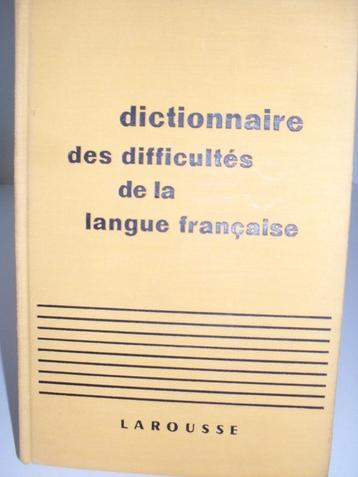 dictionnaire
des difficultés
de la
langue française
LAROUSSE